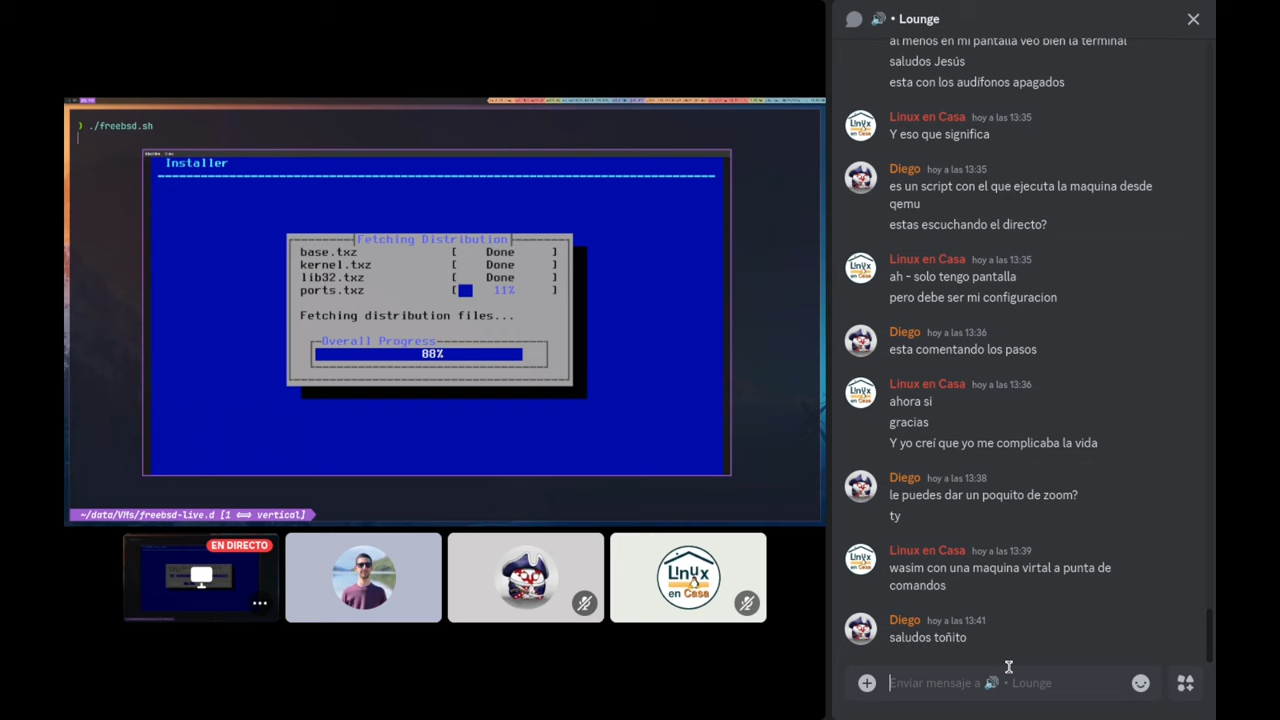 ❯ ./freebsd.sh
Installer
Fetching Distribution
base.txz [ Done ]
kernel.txz [ Done ]
lib32.txz [ Done ]
ports.txz [ 11% ]
Fetching distribution files...
Overall Progress
88%
~/data/VMs/freebsd-live.d [1 ⟺ vertical]
EN DIRECTO
Linux
en Casa
🔊 • Lounge
al menos en mi pantalla veo bien la terminal
saludos Jesús
esta con los audífonos apagados
Linux en Casa hoy a las 13:35
Y eso que significa
Diego hoy a las 13:35
es un script con el que ejecuta la maquina desde
qemu
estas escuchando el directo?
Linux en Casa hoy a las 13:35
ah - solo tengo pantalla
pero debe ser mi configuracion
Diego hoy a las 13:36
esta comentando los pasos
Linux en Casa hoy a las 13:36
ahora si
gracias
Y yo creí que yo me complicaba la vida
Diego hoy a las 13:38
le puedes dar un poquito de zoom?
ty
Linux en Casa hoy a las 13:39
wasim con una maquina virtal a punta de
comandos
Diego hoy a las 13:41
saludos toñito
Enviar mensaje a 🔊 • Lounge